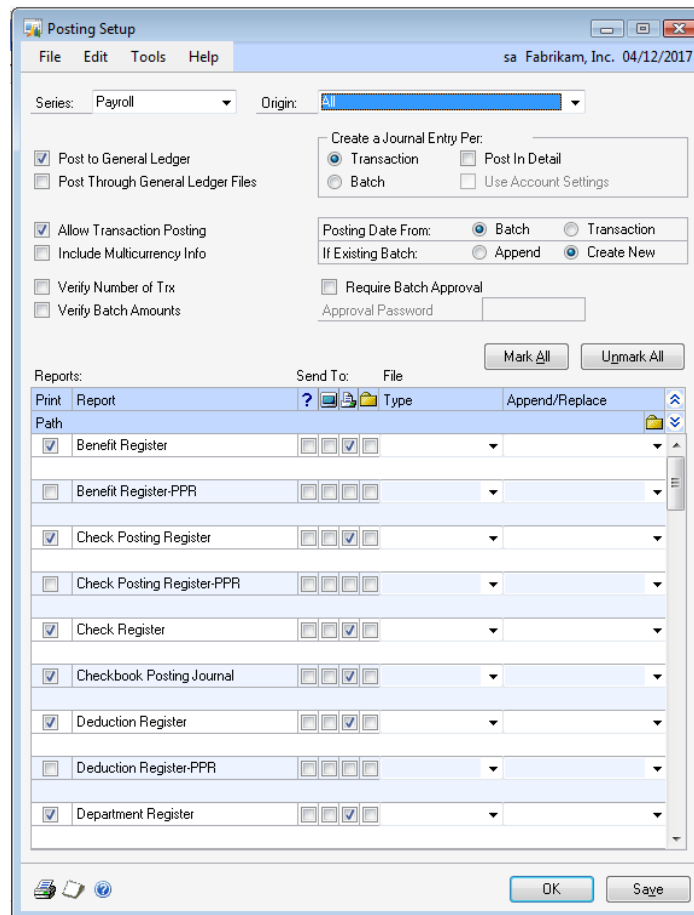 Posting Setup
File Edit Tools Help sa Fabrikam, Inc. 04/12/2017
Series: Payroll Origin: All
Create a Journal Entry Per:
Post to General Ledger Transaction Post In Detail
Post Through General Ledger Files Batch Use Account Settings
Allow Transaction Posting Posting Date From: Batch Transaction
Include Multicurrency Info If Existing Batch: Append Create New
Verify Number of Trx Require Batch Approval
Verify Batch Amounts Approval Password
Mark All Unmark All
Reports: Send To: File
Print Report ? Type Append/Replace
Path
Benefit Register
Benefit Register-PPR
Check Posting Register
Check Posting Register-PPR
Check Register
Checkbook Posting Journal
Deduction Register
Deduction Register-PPR
Department Register
OK Save